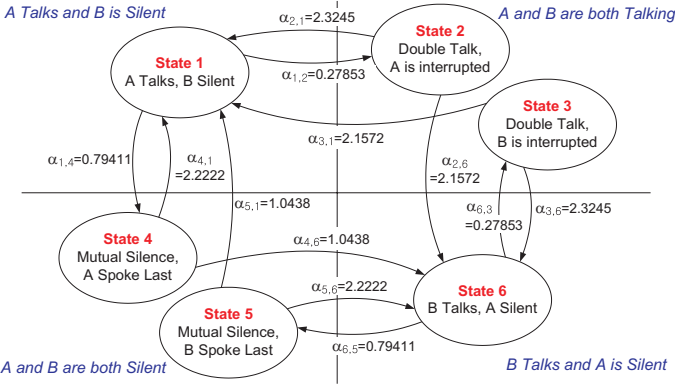 A Talks and B is Silent
A and B are both Talking
α2,1=2.3245
State 2
Double Talk,
A is interrupted
State 1
A Talks, B Silent
α1,2=0.27853
State 3
Double Talk,
B is interrupted
α3,1=2.1572
α1,4=0.79411
α4,1
=2.2222
α2,6
=2.1572
α5,1=1.0438
α6,3
=0.27853
α3,6=2.3245
State 4
Mutual Silence,
A Spoke Last
α4,6=1.0438
α5,6=2.2222
State 6
B Talks, A Silent
State 5
Mutual Silence,
B Spoke Last
α6,5=0.79411
A and B are both Silent
B Talks and A is Silent